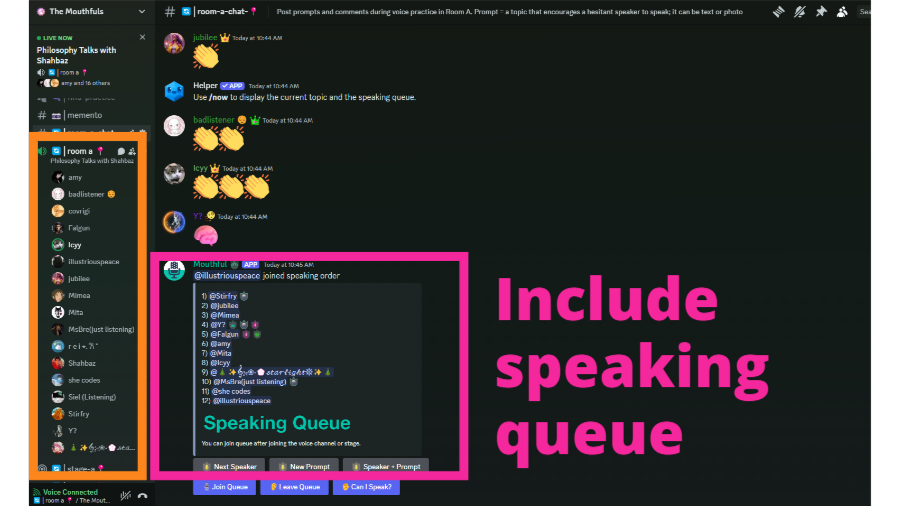 The Mouthfuls
LIVE NOW
Philosophy Talks with
Shahbaz
room a
amy and 16 others
memento
room a
Philosophy Talks with Shahbaz
amy
badlistener
covrigi
Falgun
Icyy
illustriouspeace
jubilee
Mimea
Mita
MsBre(just listening)
Shahbaz
she codes
Siel (Listening)
Stirfry
Y?
stage-a
Voice Connected
room a / The Mout...
# | room-a-chat-
Post prompts and comments during voice practice in Room A. Prompt = a topic that encourages a hesitant speaker to speak; it can be text or photo
Sea
jubilee Today at 10:44 AM
Helper ✓ APP Today at 10:44 AM
Use /now to display the current topic and the speaking queue.
badlistener Today at 10:44 AM
Icyy Today at 10:44 AM
Y? Today at 10:44 AM
Mouthful APP Today at 10:45 AM
@illustriouspeace joined speaking order
1) @Stirfry
2) @jubilee
3) @Mimea
4) @Y?
5) @Falgun
6) @amy
7) @Mita
8) @Icyy
9) @ starlight
10) @MsBre(just listening)
11) @she codes
12) @illustriouspeace
Speaking Queue
You can join queue after joining the voice channel or stage.
Next Speaker
New Prompt
Speaker + Prompt
Join Queue
Leave Queue
Can I Speak?
Include
speaking
queue